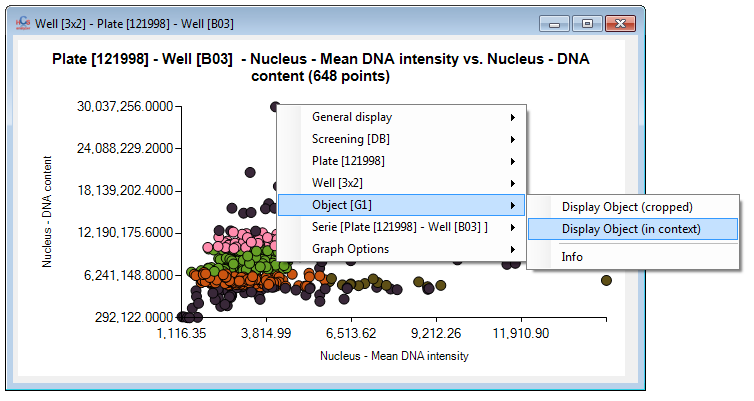 Well [3x2] - Plate [121998] - Well [B03]
Plate [121998] - Well [B03]  - Nucleus - Mean DNA intensity vs. Nucleus - DNA
content (648 points)
30,037,256.0000
24,088,229.2000
18,139,202.4000
12,190,175.6000
6,241,148.8000
292,122.0000
Nucleus - DNA content
1,116.35
3,814.99
6,513.62
9,212.26
11,910.90
Nucleus - Mean DNA intensity
General display
Screening [DB]
Plate [121998]
Well [3x2]
Object [G1]
Serie [Plate [121998] - Well [B03] ]
Graph Options
Display Object (cropped)
Display Object (in context)
Info